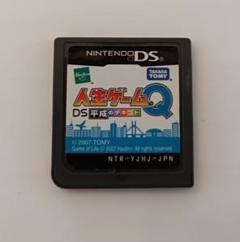 NINTENDO DS
Hasbro
TAKARA TOMY
人生ゲームQ
DS 平成のデキゴト
© 2007 TOMY
Game of Life © 2007 Hasbro. All rights reserved.
NTR-YJHJ-JPN